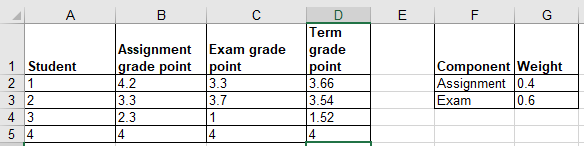 A B C D E F G
Term
Assignment Exam grade grade
1 Student grade point point point Component Weight
2 1 4.2 3.3 3.66 Assignment 0.4
3 2 3.3 3.7 3.54 Exam 0.6
4 3 2.3 1 1.52
5 4 4 4 4